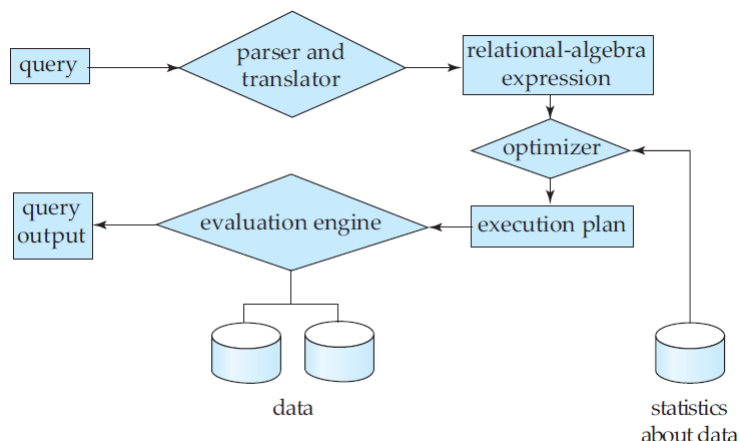 query
parser and
translator
relational-algebra
expression
optimizer
query
output
evaluation engine
execution plan
data
statistics
about data